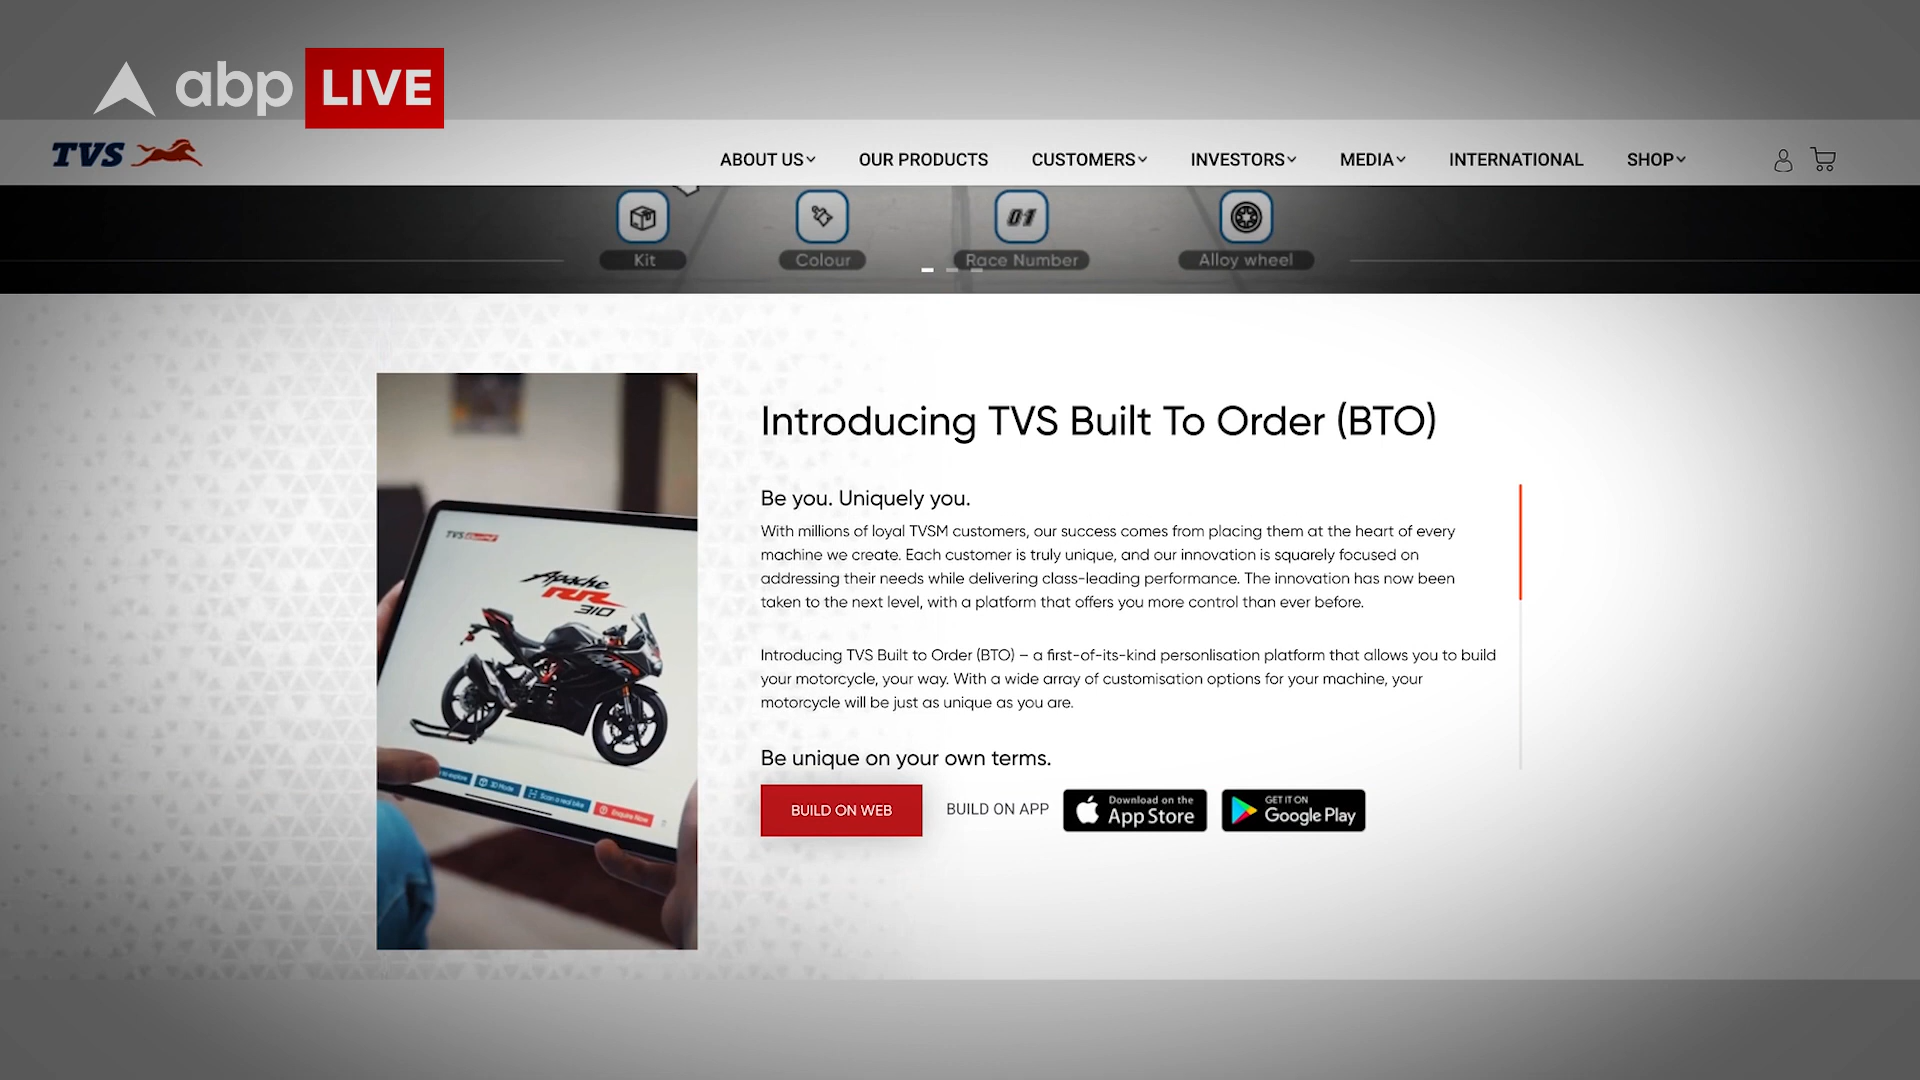 abp LIVE
TVS
ABOUT US
OUR PRODUCTS
CUSTOMERS
INVESTORS
MEDIA
INTERNATIONAL
SHOP
01
Kit
Colour
Race Number
Alloy wheel
Introducing TVS Built To Order (BTO)
Be you. Uniquely you.
With millions of loyal TVSM customers, our success comes from placing them at the heart of every
machine we create. Each customer is truly unique, and our innovation is squarely focused on
addressing their needs while delivering class-leading performance. The innovation has now been
taken to the next level, with a platform that offers you more control than ever before.
Introducing TVS Built to Order (BTO) – a first-of-its-kind personlisation platform that allows you to build
your motorcycle, your way. With a wide array of customisation options for your machine, your
motorcycle will be just as unique as you are.
Be unique on your own terms.
BUILD ON WEB
BUILD ON APP
Download on the
App Store
GET IT ON
Google Play
TVS
Apache
RR
310
3D Mode
Scan a real bike
Enquire Now